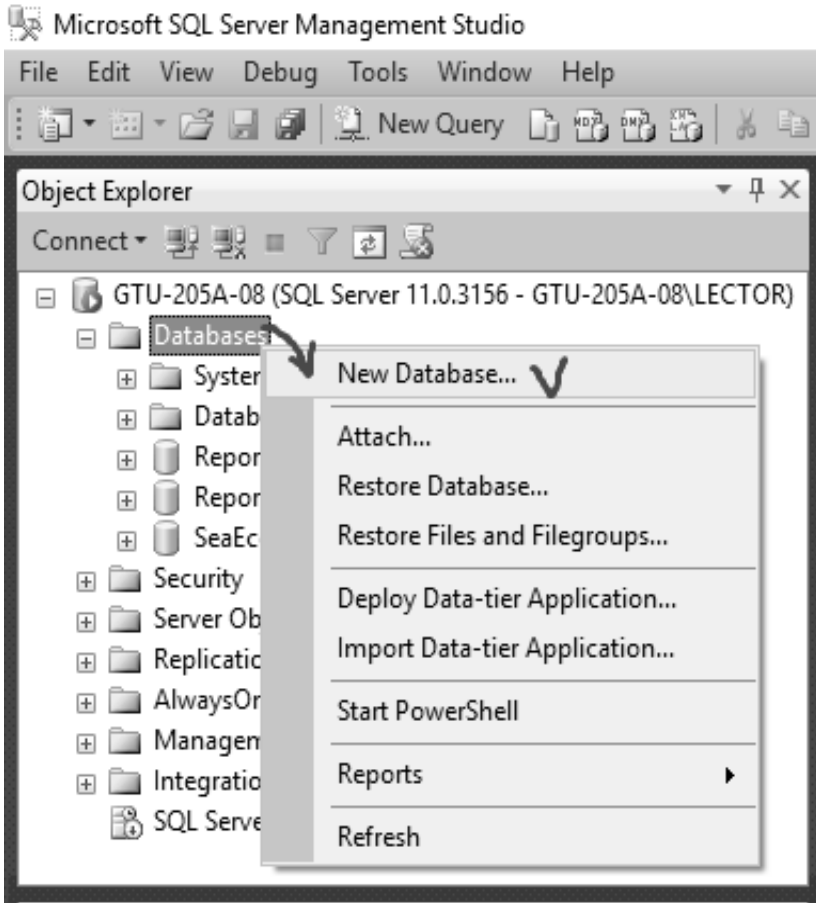 Microsoft SQL Server Management Studio
File Edit View Debug Tools Window Help
New Query
Object Explorer
Connect
GTU-205A-08 (SQL Server 11.0.3156 - GTU-205A-08\LECTOR)
Databases
New Database...
Syster
Attach...
Datab
Restore Database...
Repor
Repor
Restore Files and Filegroups...
SeaEc
Security
Deploy Data-tier Application...
Server Ob
Import Data-tier Application...
Replicatic
AlwaysOr
Start PowerShell
Managem
Reports
Integratio
SQL Serve
Refresh